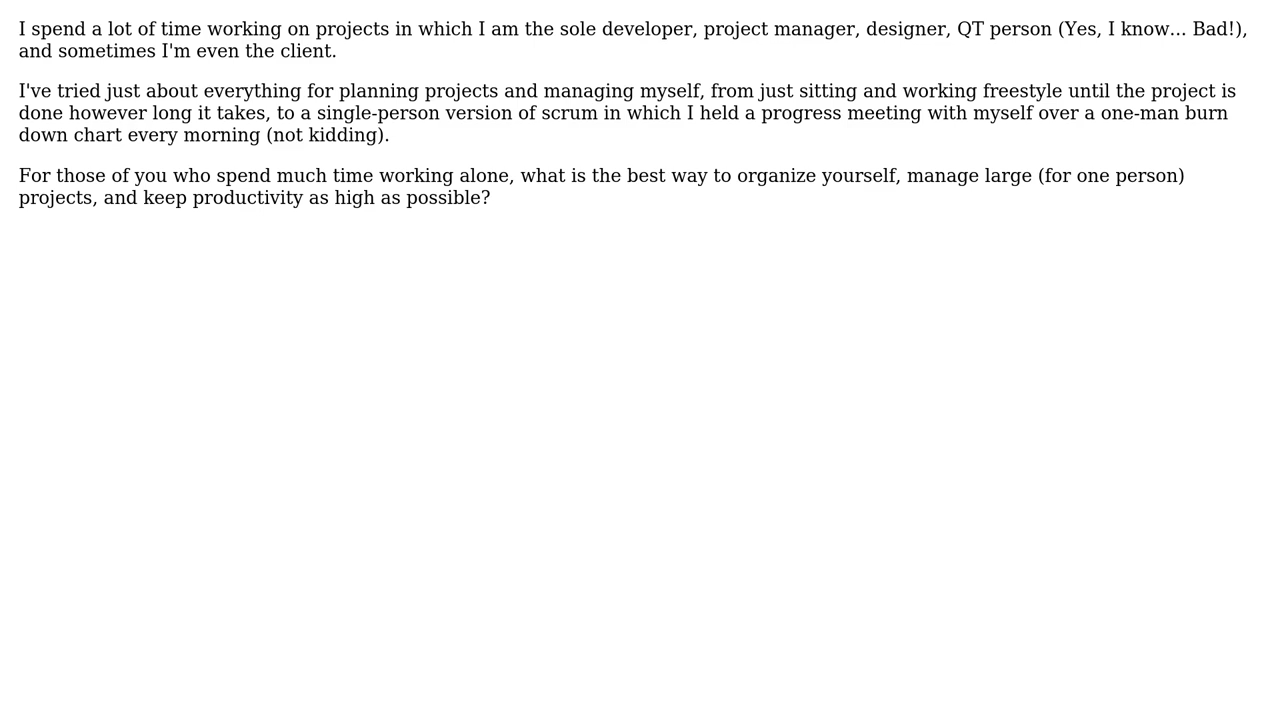 I spend a lot of time working on projects in which I am the sole developer, project manager, designer, QT person (Yes, I know... Bad!),
and sometimes I'm even the client.
I've tried just about everything for planning projects and managing myself, from just sitting and working freestyle until the project is
done however long it takes, to a single-person version of scrum in which I held a progress meeting with myself over a one-man burn
down chart every morning (not kidding).
For those of you who spend much time working alone, what is the best way to organize yourself, manage large (for one person)
projects, and keep productivity as high as possible?